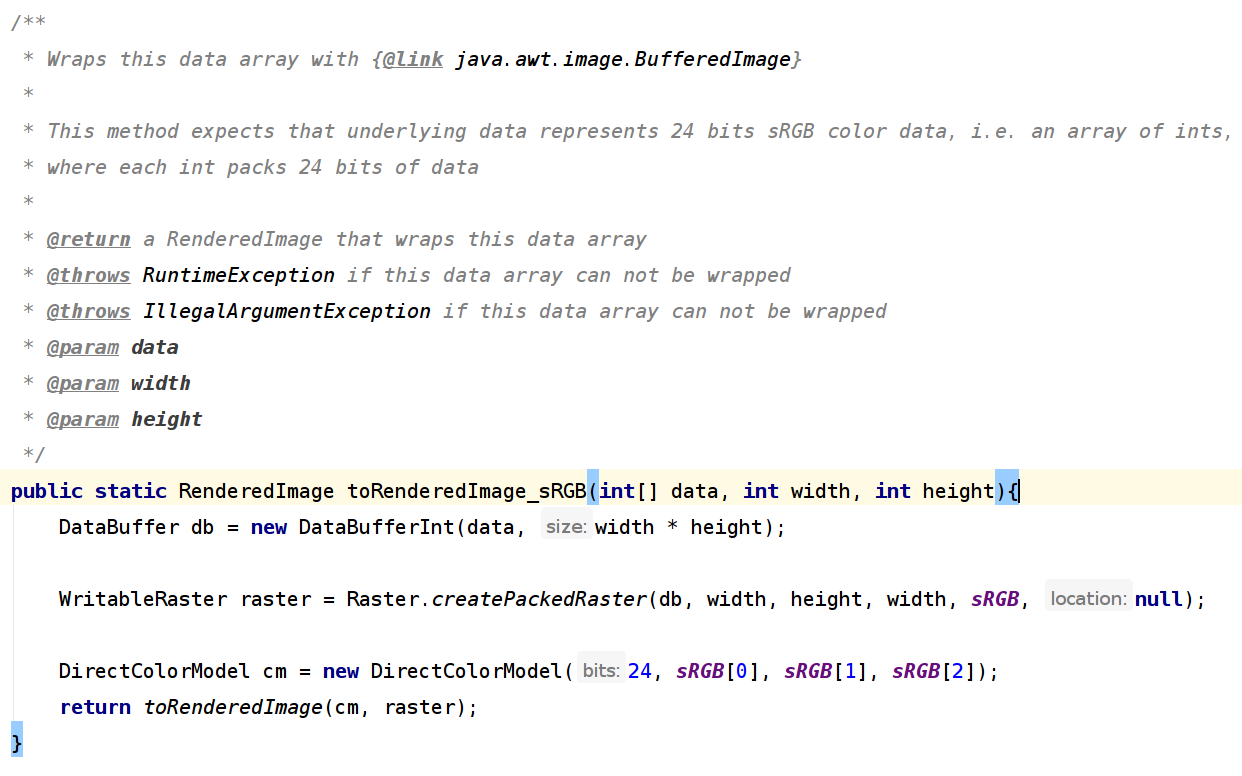 /**
 * Wraps this data array with {@link java.awt.image.BufferedImage}
 *
 * This method expects that underlying data represents 24 bits sRGB color data, i.e. an array of ints,
 * where each int packs 24 bits of data
 *
 * @return a RenderedImage that wraps this data array
 * @throws RuntimeException if this data array can not be wrapped
 * @throws IllegalArgumentException if this data array can not be wrapped
 * @param data
 * @param width
 * @param height
 */
public static RenderedImage toRenderedImage_sRGB(int[] data, int width, int height){
    DataBuffer db = new DataBufferInt(data, size: width * height);

    WritableRaster raster = Raster.createPackedRaster(db, width, height, width, sRGB, location: null);

    DirectColorModel cm = new DirectColorModel( bits: 24, sRGB[0], sRGB[1], sRGB[2]);
    return toRenderedImage(cm, raster);
}